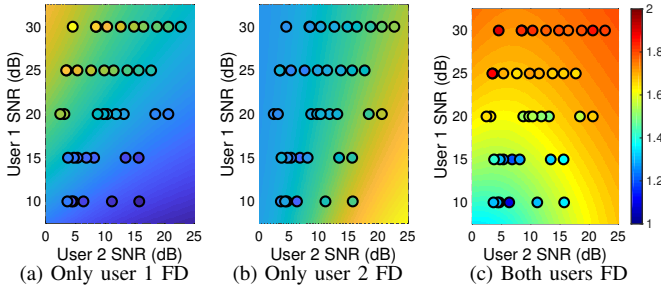 User 1 SNR (dB)
30
25
20
15
10
0 5 10 15 20 25
User 2 SNR (dB)
(a) Only user 1 FD
User 1 SNR (dB)
30
25
20
15
10
0 5 10 15 20 25
User 2 SNR (dB)
(b) Only user 2 FD
User 1 SNR (dB)
30
25
20
15
10
0 5 10 15 20 25
User 2 SNR (dB)
(c) Both users FD
2
1.8
1.6
1.4
1.2
1